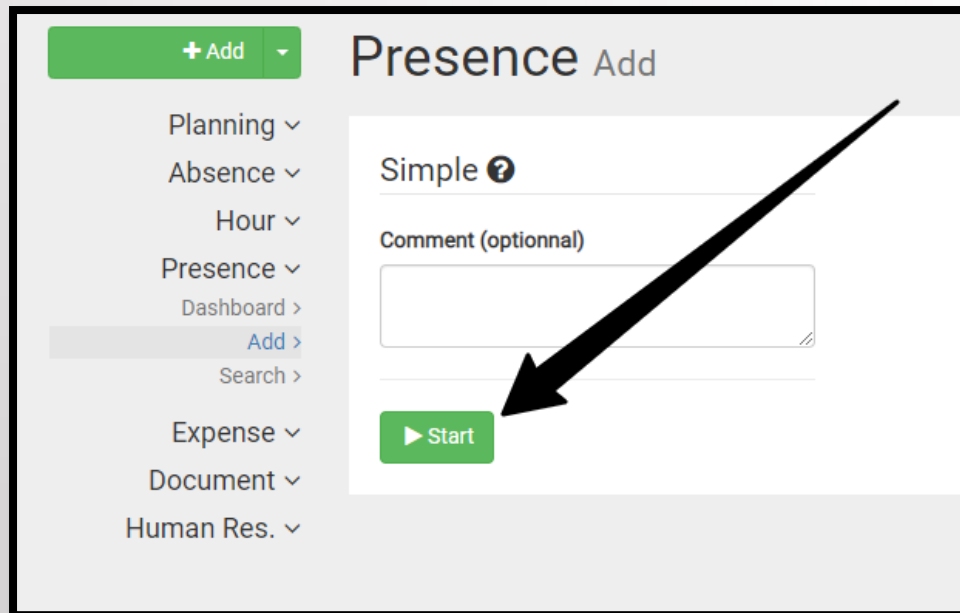 Add
Presence Add
Planning
Absence
Hour
Presence
Dashboard
Add
Search
Expense
Document
Human Res.
Simple
Comment (optionnal)
Start